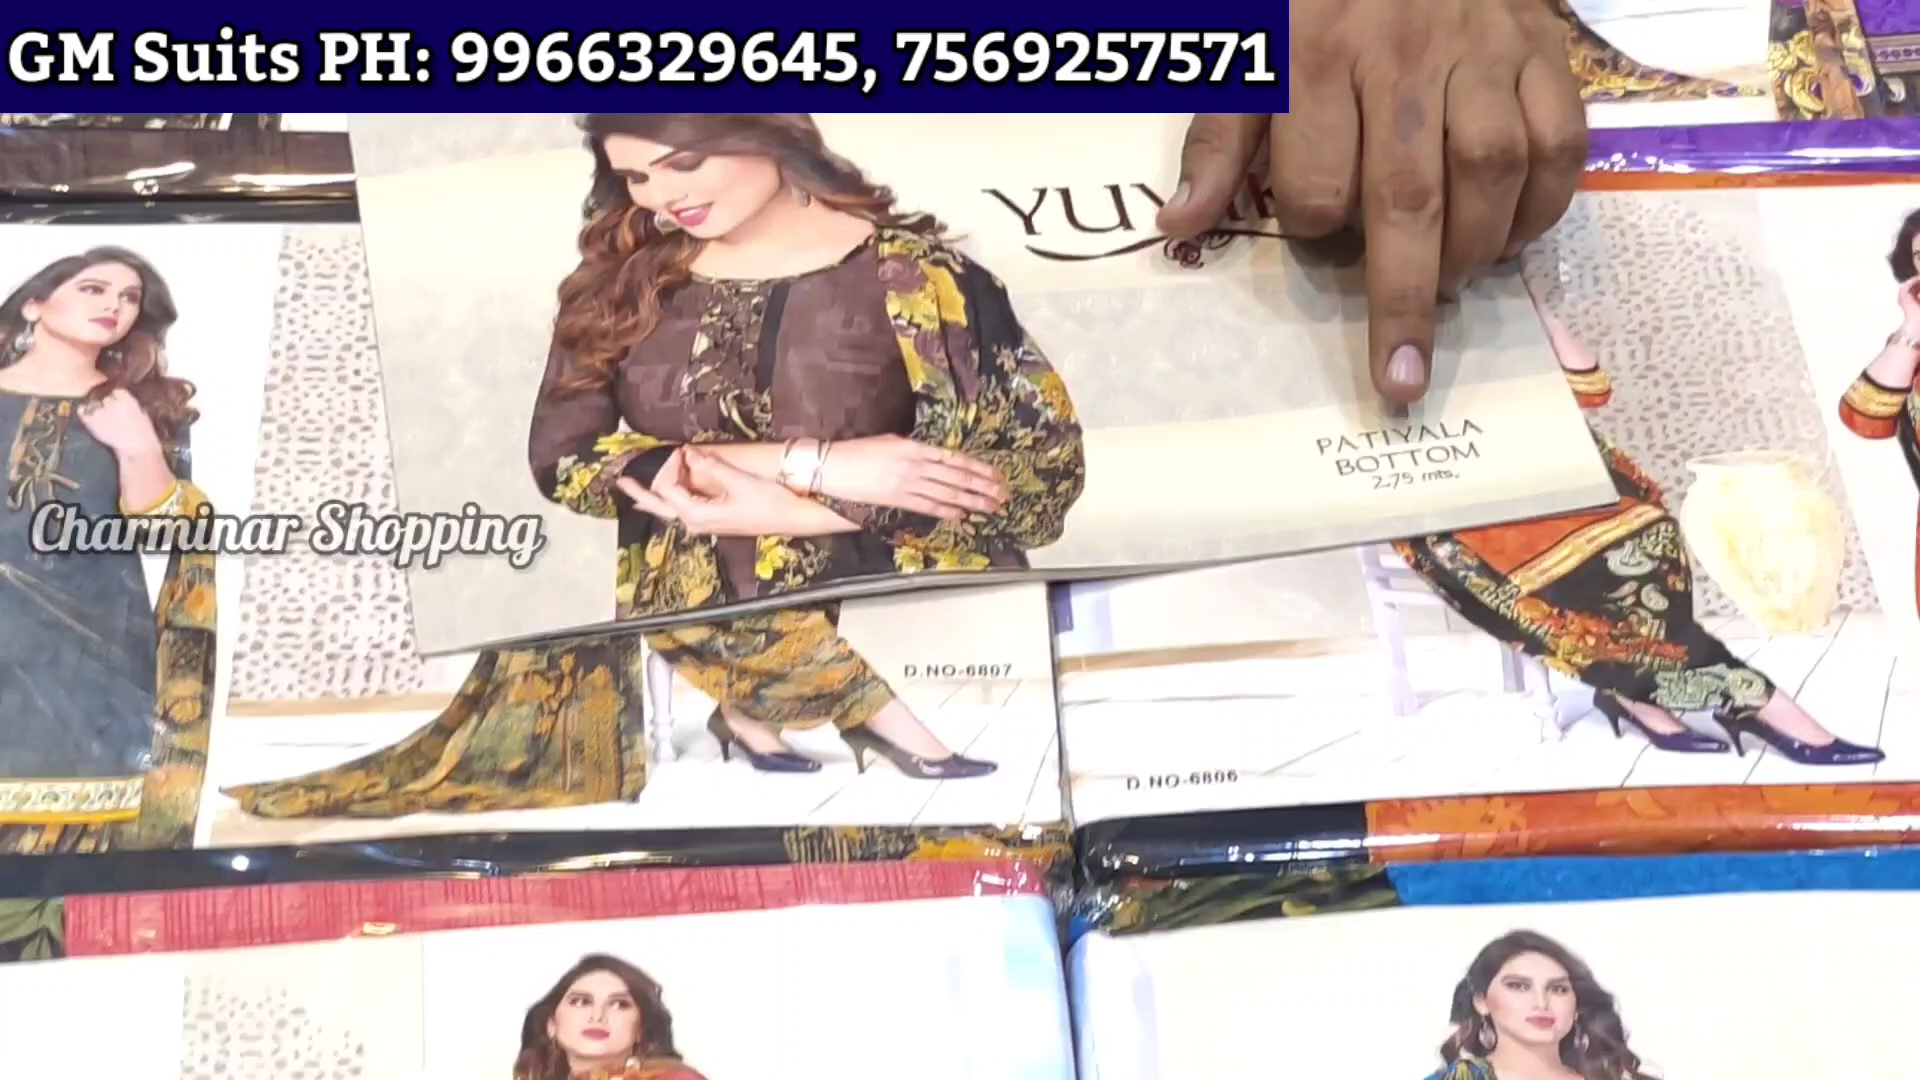 GM Suits PH: 9966329645, 7569257571
PATIYALA
BOTTOM
2.75 mts.
Charminar Shopping
D.NO-6807
D.NO-6806